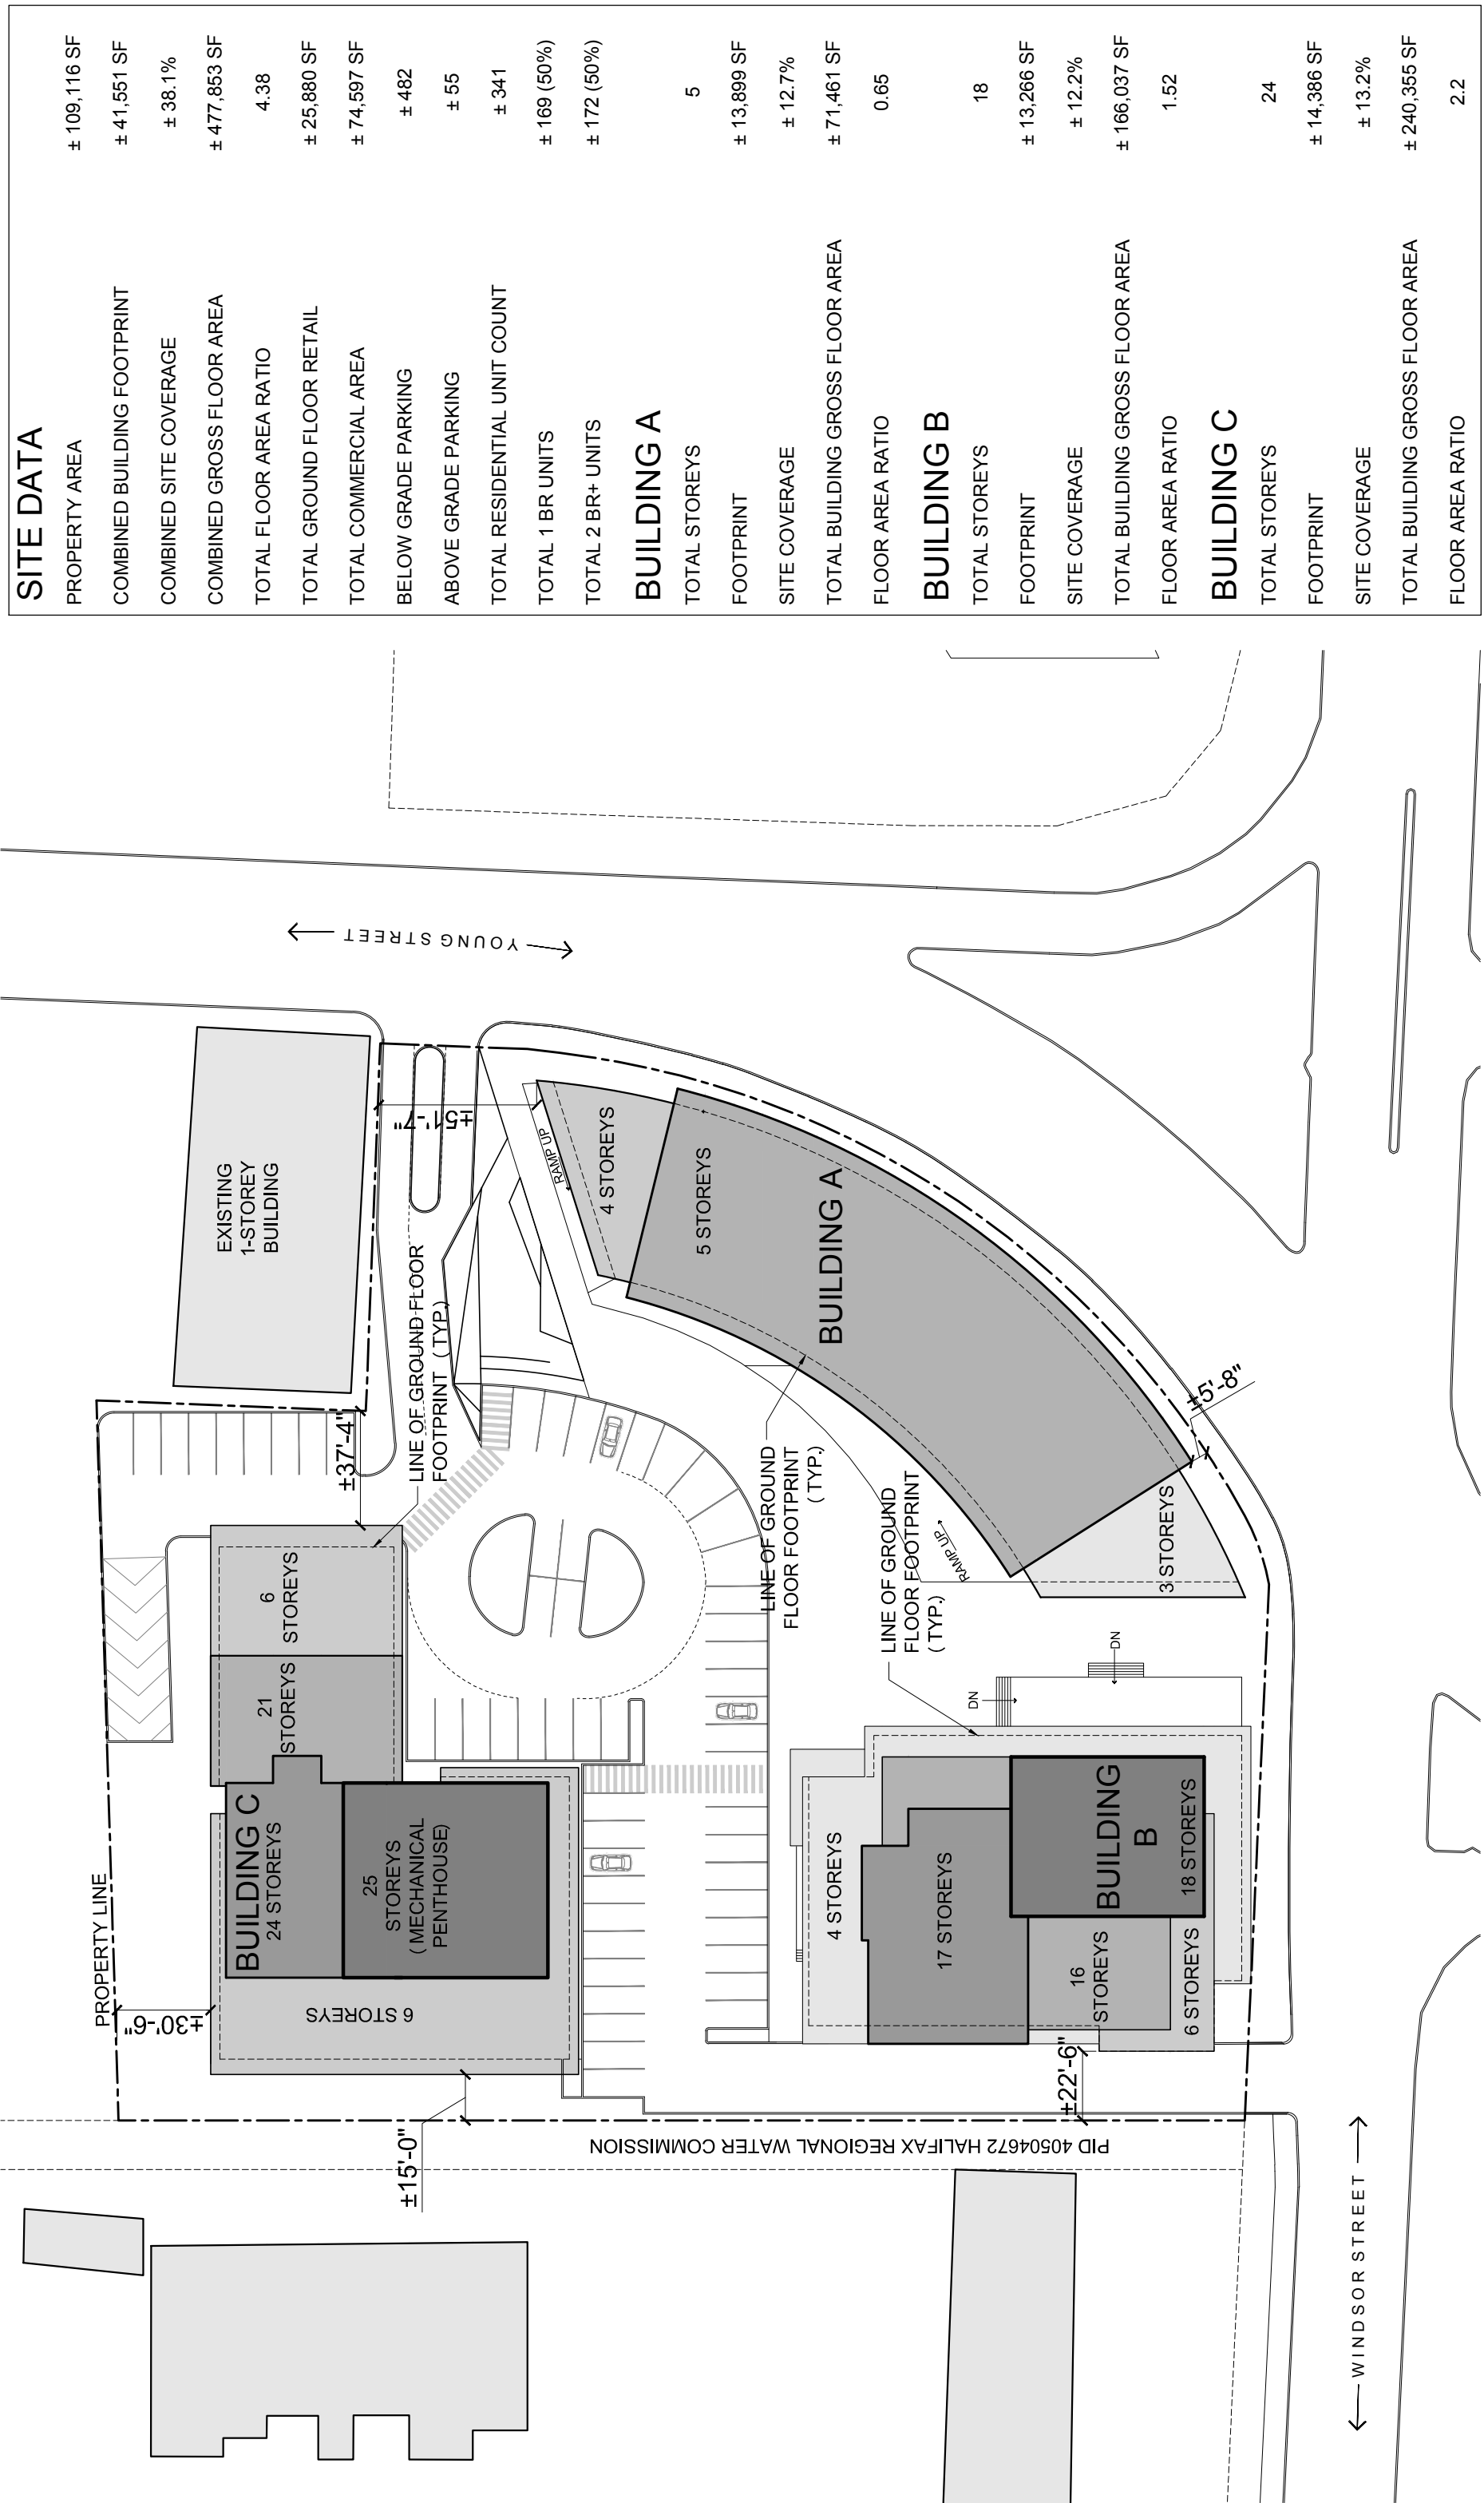 SITE DATA
PROPERTY AREA ± 109,116 SF
COMBINED BUILDING FOOTPRINT ± 41,551 SF
COMBINED SITE COVERAGE ± 38.1%
COMBINED GROSS FLOOR AREA ± 477,853 SF
TOTAL FLOOR AREA RATIO 4.38
TOTAL GROUND FLOOR RETAIL ± 25,880 SF
TOTAL COMMERCIAL AREA ± 74,597 SF
BELOW GRADE PARKING ± 482
ABOVE GRADE PARKING ± 55
TOTAL RESIDENTIAL UNIT COUNT ± 341
TOTAL 1 BR UNITS ± 169 (50%)
TOTAL 2 BR+ UNITS ± 172 (50%)
BUILDING A
TOTAL STOREYS 5
FOOTPRINT ± 13,899 SF
SITE COVERAGE ± 12.7%
TOTAL BUILDING GROSS FLOOR AREA ± 71,461 SF
FLOOR AREA RATIO 0.65
BUILDING B
TOTAL STOREYS 18
FOOTPRINT ± 13,266 SF
SITE COVERAGE ± 12.2%
TOTAL BUILDING GROSS FLOOR AREA ± 166,037 SF
FLOOR AREA RATIO 1.52
BUILDING C
TOTAL STOREYS 24
FOOTPRINT ± 14,386 SF
SITE COVERAGE ± 13.2%
TOTAL BUILDING GROSS FLOOR AREA ± 240,355 SF
FLOOR AREA RATIO 2.2
PROPERTY LINE
±30'-6"
±15'-0"
BUILDING C
24 STOREYS
25
STOREYS
(MECHANICAL
PENTHOUSE)
6 STOREYS
21
STOREYS
6
STOREYS
±37'-4"
EXISTING
1-STOREY
BUILDING
LINE OF GROUND FLOOR
FOOTPRINT (TYP.)
±51'-7"
YOUNG STREET
RAMP UP
4 STOREYS
5 STOREYS
BUILDING A
LINE OF GROUND
FLOOR FOOTPRINT
(TYP.)
LINE OF GROUND
FLOOR FOOTPRINT
(TYP.)
RAMP UP
3 STOREYS
±5'-8"
DN
DN
4 STOREYS
17 STOREYS
BUILDING
B
18 STOREYS
16
STOREYS
6 STOREYS
±22'-6"
PID 40504672 HALIFAX REGIONAL WATER COMMISSION
WINDSOR STREET